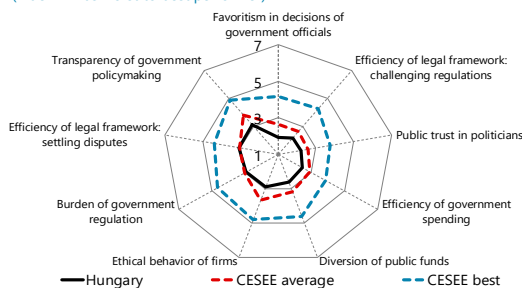 Favoritism in decisions of
government officials
Efficiency of legal framework:
challenging regulations
Public trust in politicians
Efficiency of government
spending
Diversion of public funds
Ethical behavior of firms
Burden of government
regulation
Efficiency of legal framework:
settling disputes
Transparency of government
policymaking
7
5
3
1
Hungary
CESEE average
CESEE best